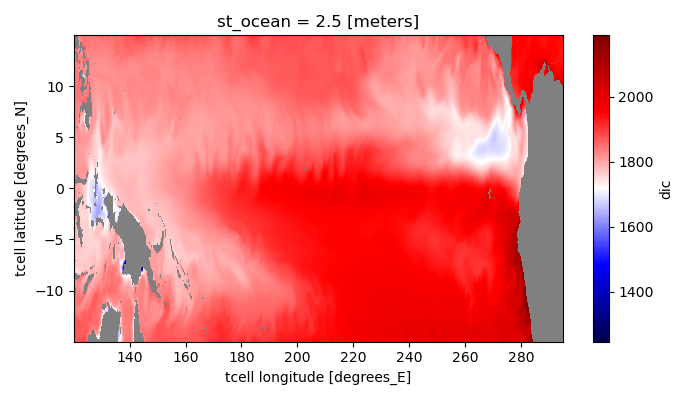 st_ocean = 2.5 [meters]
10
5
0
−5
−10
tcell latitude [degrees_N]
140 160 180 200 220 240 260 280
tcell longitude [degrees_E]
2000
1800
1600
1400
dic